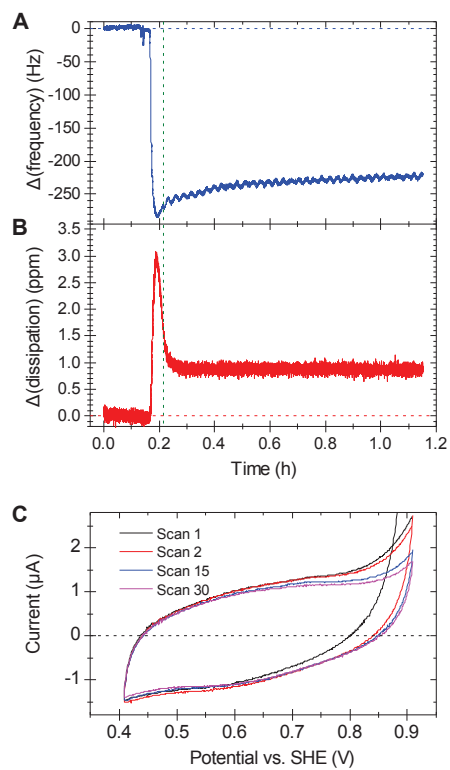 A
0
-50
-100
-150
-200
-250
Δ(frequency) (Hz)
B
3.5
3.0
2.5
2.0
1.5
1.0
0.5
0.0
Δ(dissipation) (ppm)
0.0 0.2 0.4 0.6 0.8 1.0 1.2
Time (h)
C
Scan 1
Scan 2
Scan 15
Scan 30
2
1
0
-1
Current (μA)
0.4 0.5 0.6 0.7 0.8 0.9
Potential vs. SHE (V)